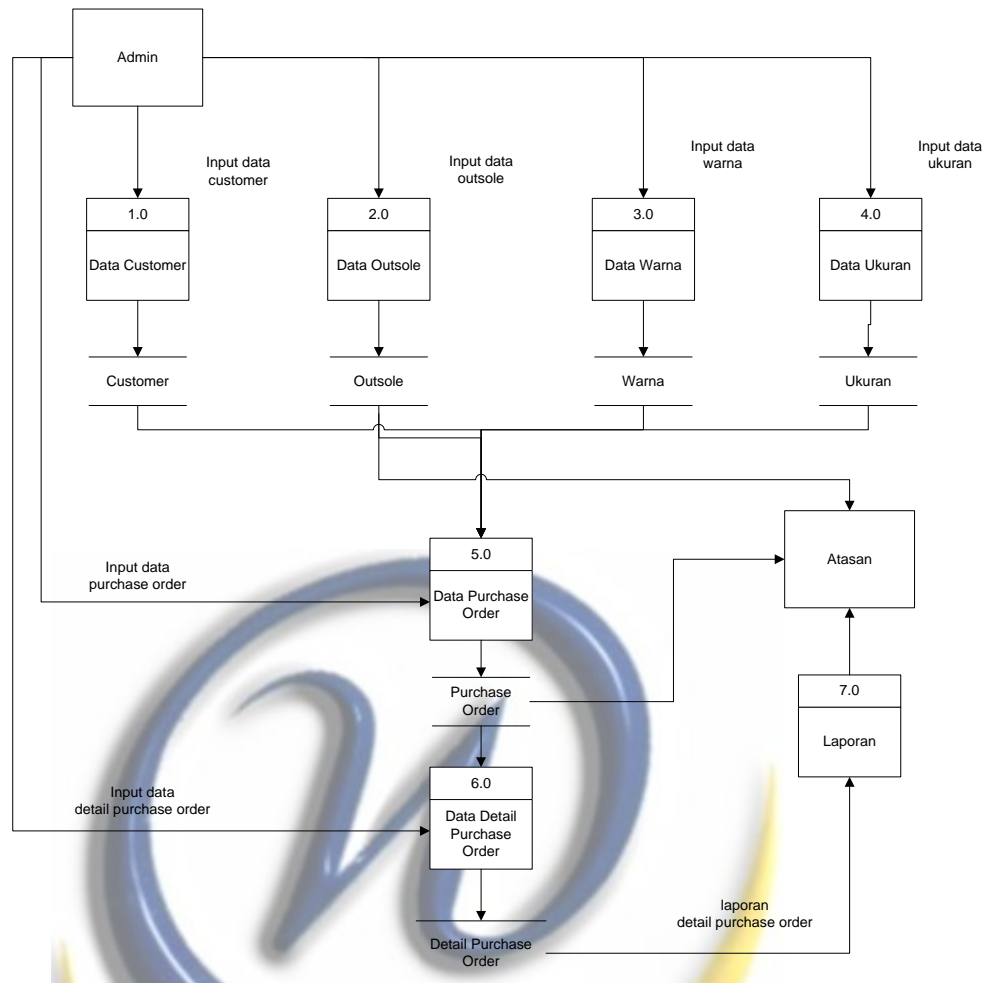 Admin
Input data
customer
Input data
outsole
Input data
warna
Input data
ukuran
1.0
Data Customer
2.0
Data Outsole
3.0
Data Warna
4.0
Data Ukuran
Customer
Outsole
Warna
Ukuran
Input data
purchase order
5.0
Data Purchase
Order
Atasan
Purchase
Order
7.0
Laporan
Input data
detail purchase order
6.0
Data Detail
Purchase
Order
laporan
detail purchase order
Detail Purchase
Order